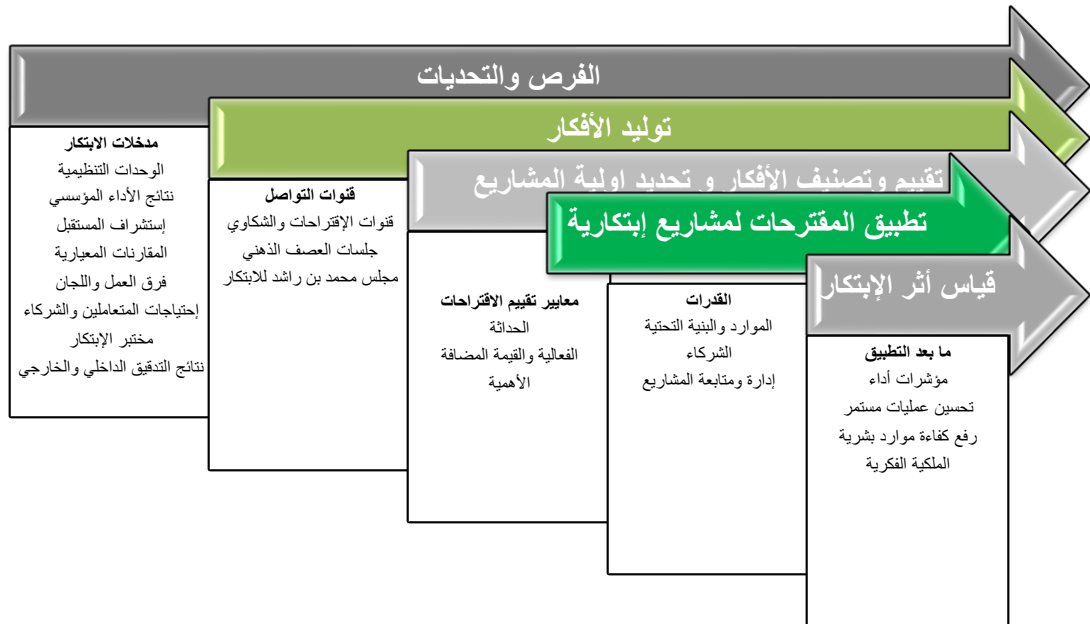 الفرص والتحديات
مدخلات الابتكار
الوحدات التنظيمية
نتائج الأداء المؤسسي
إستشراف المستقبل
المقارنات المعيارية
فرق العمل واللجان
إحتياجات المتعاملين والشركاء
مختبر الإبتكار
نتائج التدقيق الداخلي والخارجي
توليد الأفكار
قنوات التواصل
قنوات الإقتراحات والشكاوي
جلسات العصف الذهني
مجلس محمد بن راشد للابتكار
تقييم وتصنيف الأفكار و تحديد اولية المشاريع
معايير تقييم الاقتراحات
الحداثة
الفعالية والقيمة المضافة
الأهمية
تطبيق المقترحات لمشاريع إبتكارية
القدرات
الموارد والبنية التحتية
الشركاء
إدارة ومتابعة المشاريع
قياس أثر الإبتكار
ما بعد التطبيق
مؤشرات أداء
تحسين عمليات مستمر
رفع كفاءة موارد بشرية
الملكية الفكرية